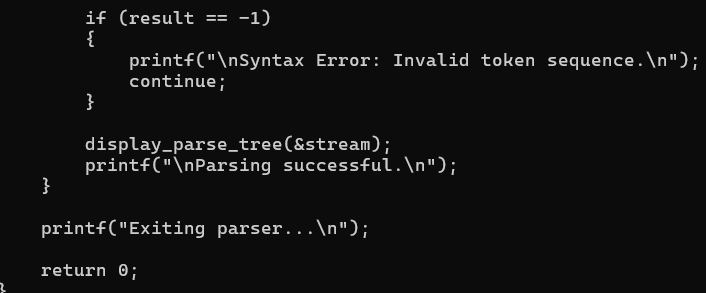 if (result == -1)
        {
            printf("\nSyntax Error: Invalid token sequence.\n");
            continue;
        }

        display_parse_tree(&stream);
        printf("\nParsing successful.\n");
    }

    printf("Exiting parser...\n");

    return 0;
}